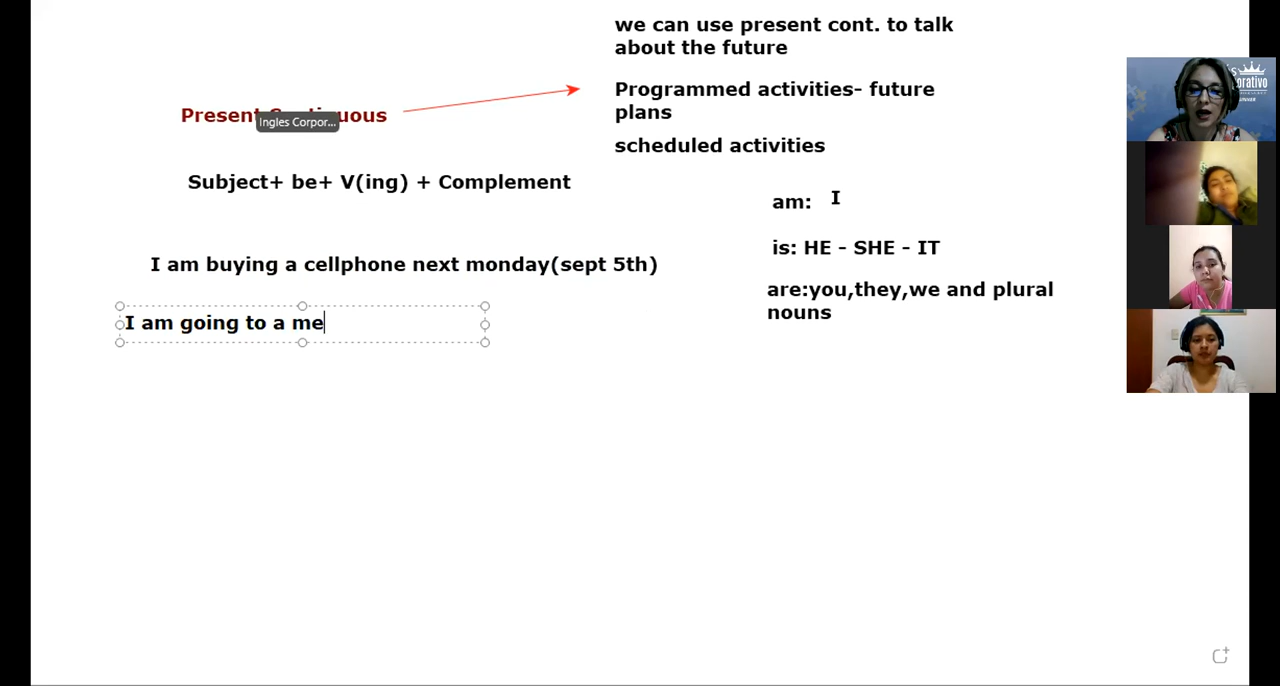 we can use present cont. to talk
about the future
Programmed activities- future
plans
Present Continuous
Ingles Corpor...
scheduled activities
Subject+ be+ V(ing) + Complement
am: I
is: HE - SHE - IT
I am buying a cellphone next monday(sept 5th)
are:you,they,we and plural
nouns
I am going to a me